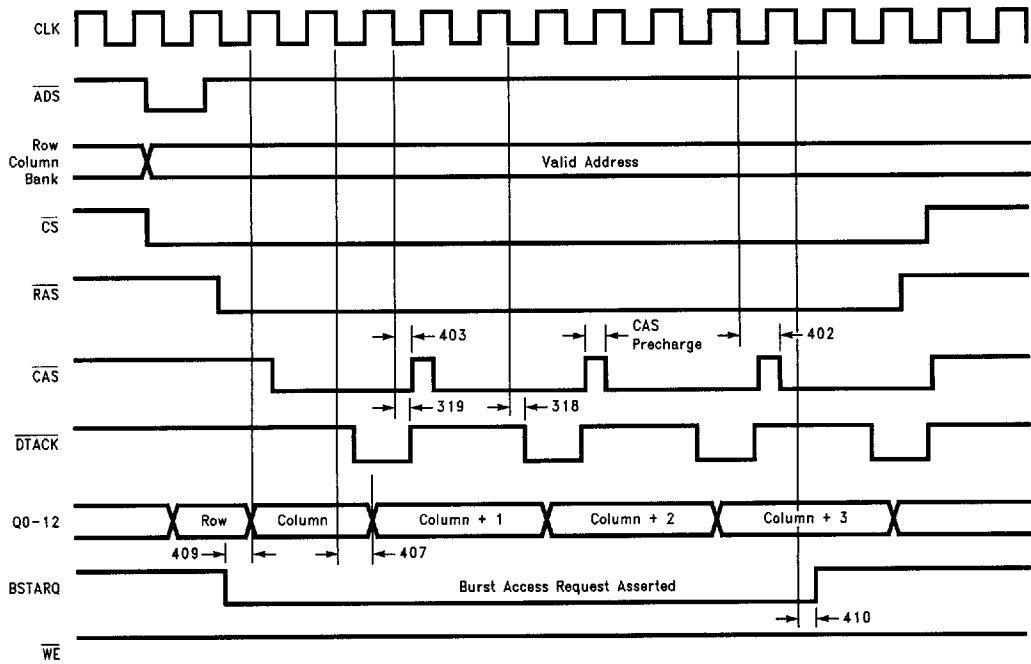 CLK
ADS
Row
Column
Bank
Valid Address
CS
RAS
403
CAS
Precharge
402
CAS
319
318
DTACK
Q0-12
Row
Column
Column + 1
Column + 2
Column + 3
409
407
BSTARQ
Burst Access Request Asserted
410
WE